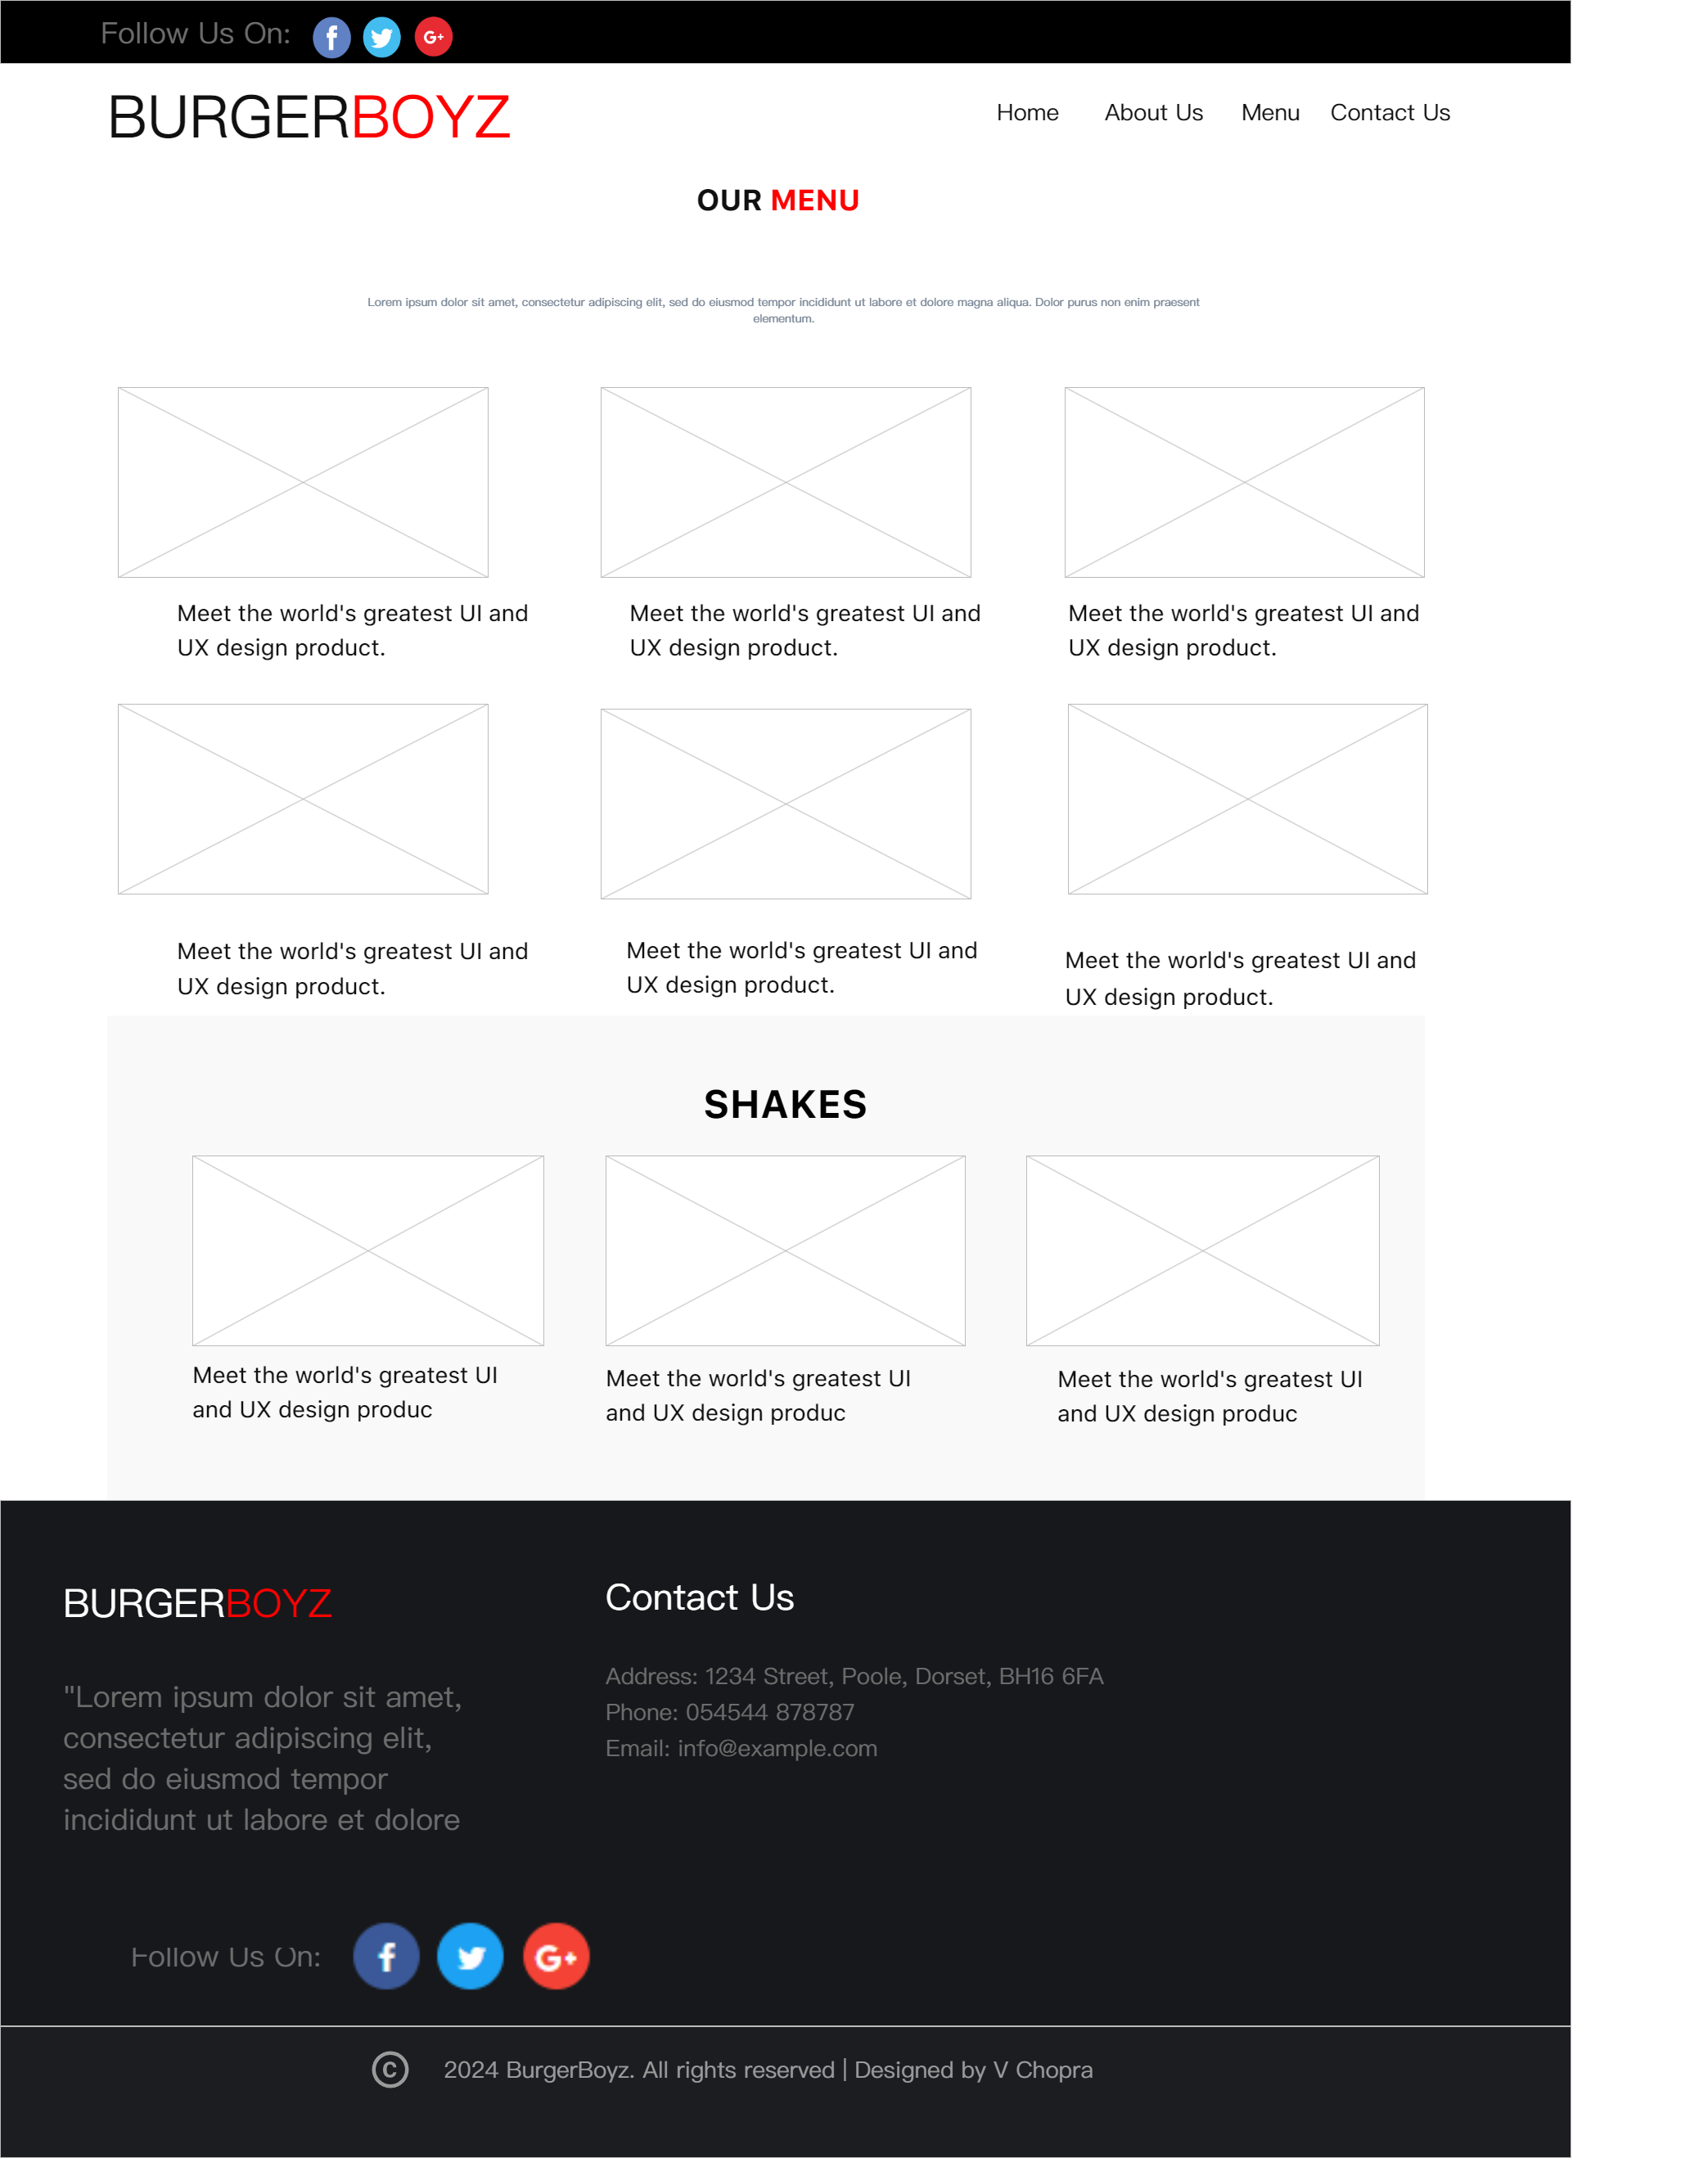 Follow Us On:
BURGERBOYZ
Home About Us Menu Contact Us
OUR MENU
Lorem ipsum dolor sit amet, consectetur adipiscing elit, sed do eiusmod tempor incididunt ut labore et dolore magna aliqua. Dolor purus non enim praesent
elementum.
Meet the world's greatest UI and
UX design product.
Meet the world's greatest UI and
UX design product.
Meet the world's greatest UI and
UX design product.
Meet the world's greatest UI and
UX design product.
Meet the world's greatest UI and
UX design product.
Meet the world's greatest UI and
UX design product.
SHAKES
Meet the world's greatest UI
and UX design produc
Meet the world's greatest UI
and UX design produc
Meet the world's greatest UI
and UX design produc
BURGERBOYZ
"Lorem ipsum dolor sit amet,
consectetur adipiscing elit,
sed do eiusmod tempor
incididunt ut labore et dolore
Contact Us
Address: 1234 Street, Poole, Dorset, BH16 6FA
Phone: 054544 878787
Email: info@example.com
Follow Us On:
© 2024 BurgerBoyz. All rights reserved | Designed by V Chopra